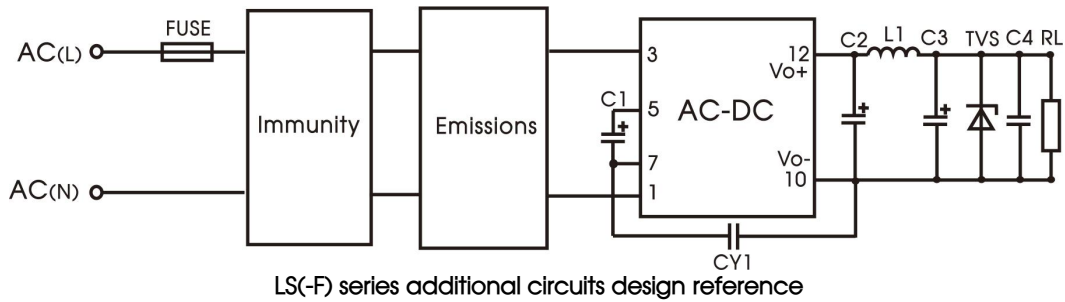 FUSE
AC(L)
AC(N)
Immunity
Emissions
C1
3
5
7
1
AC-DC
12
Vo+
Vo-
10
C2
L1
C3
TVS
C4
RL
+
+
+
CY1
LS(-F) series additional circuits design reference